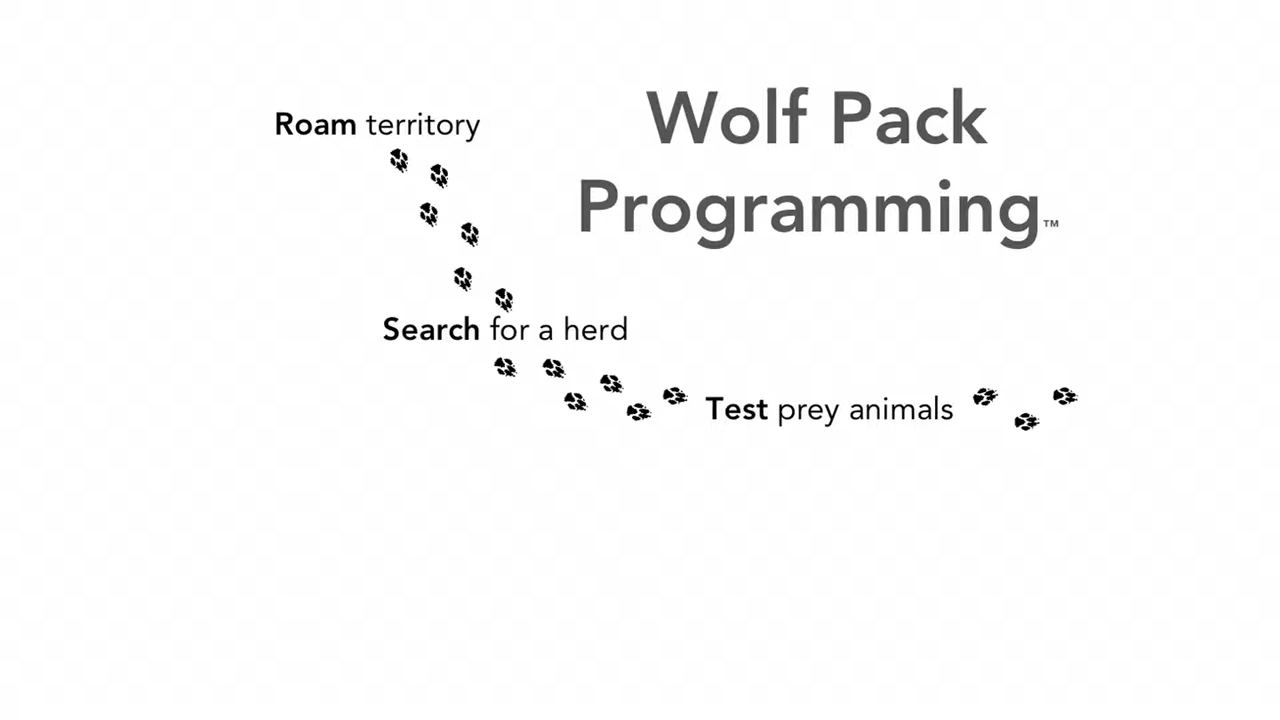 Wolf Pack
Programming™
Roam territory
Search for a herd
Test prey animals